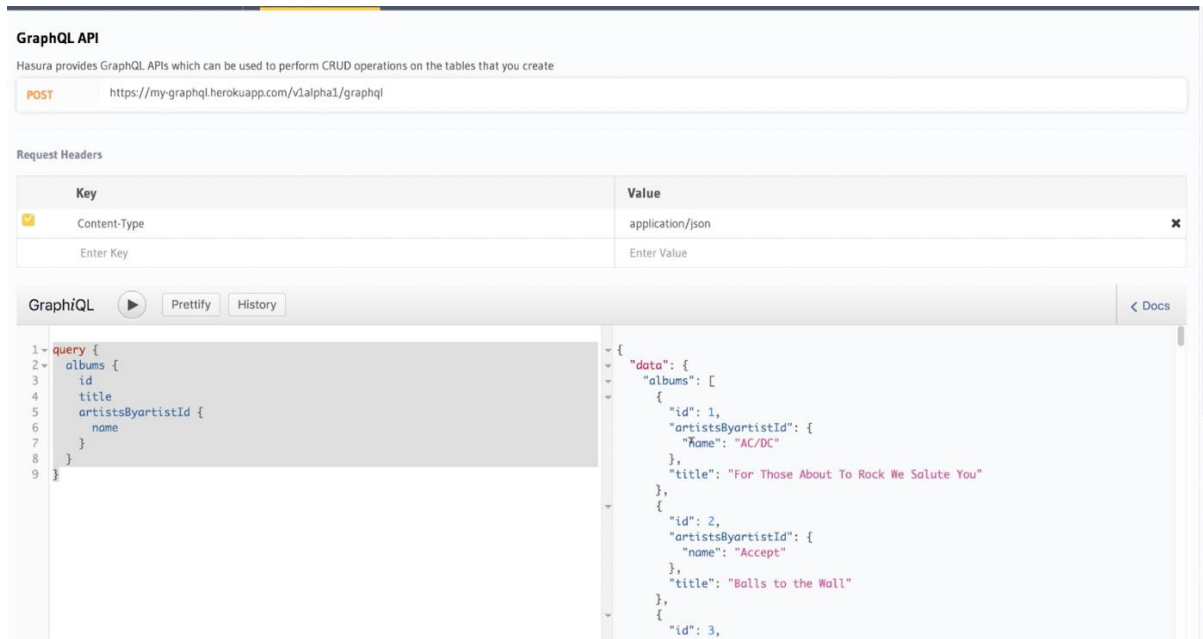 GraphQL API
Hasura provides GraphQL APIs which can be used to perform CRUD operations on the tables that you create
POST https://my-graphql.herokuapp.com/v1alpha1/graphql
Request Headers
Key Value
Content-Type application/json
Enter Key Enter Value
GraphiQL Prettify History < Docs
1 query {
2 albums {
3 id
4 title
5 artistsByartistId {
6 name
7 }
8 }
9 }
{
"data": {
"albums": [
{
"id": 1,
"artistsByartistId": {
"name": "AC/DC"
},
"title": "For Those About To Rock We Salute You"
},
{
"id": 2,
"artistsByartistId": {
"name": "Accept"
},
"title": "Balls to the Wall"
},
{
"id": 3,